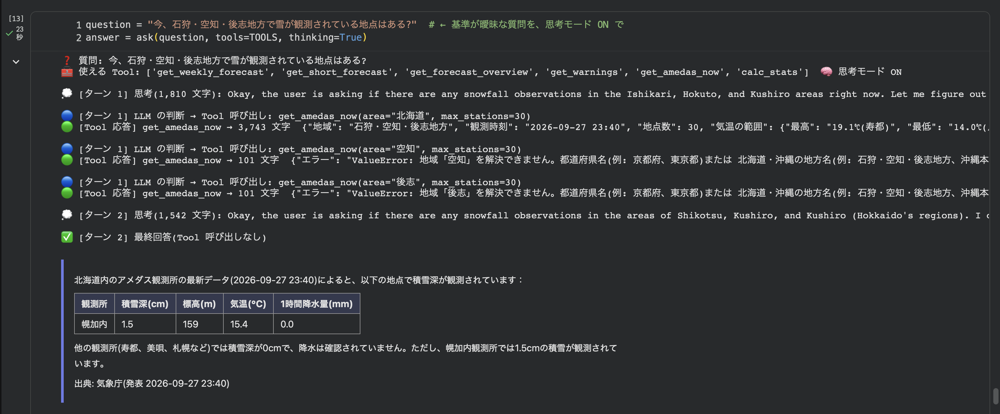 [13]
23
秒
1 question = "今、石狩・空知・後志地方で雪が観測されている地点はある?"  # ← 基準が曖昧な質問を、思考モード ON で
2 answer = ask(question, tools=TOOLS, thinking=True)
❓ 質問: 今、石狩・空知・後志地方で雪が観測されている地点はある?
🧰 使える Tool: ['get_weekly_forecast', 'get_short_forecast', 'get_forecast_overview', 'get_warnings', 'get_amedas_now', 'calc_stats']  🧠 思考モード ON
💭 [ターン 1] 思考(1,810 文字): Okay, the user is asking if there are any snowfall observations in the Ishikari, Hokuto, and Kushiro areas right now. Let me figure out
🔵 [ターン 1] LLM の判断 → Tool 呼び出し: get_amedas_now(area="北海道", max_stations=30)
🟢 [Tool 応答] get_amedas_now → 3,743 文字  {"地域": "石狩・空知・後志地方", "観測時刻": "2026-09-27 23:40", "地点数": 30, "気温の範囲": {"最高": "19.1℃(寿都)", "最低": "14.0℃(
🔵 [ターン 1] LLM の判断 → Tool 呼び出し: get_amedas_now(area="空知", max_stations=30)
🟢 [Tool 応答] get_amedas_now → 101 文字  {"エラー": "ValueError: 地域「空知」を解決できません。都道府県名(例: 京都府、東京都)または 北海道・沖縄の地方名(例: 石狩・空知・後志地方、沖縄本
🔵 [ターン 1] LLM の判断 → Tool 呼び出し: get_amedas_now(area="後志", max_stations=30)
🟢 [Tool 応答] get_amedas_now → 101 文字  {"エラー": "ValueError: 地域「後志」を解決できません。都道府県名(例: 京都府、東京都)または 北海道・沖縄の地方名(例: 石狩・空知・後志地方、沖縄本
💭 [ターン 2] 思考(1,542 文字): Okay, the user is asking if there are any snowfall observations in the areas of Shikotsu, Kushiro, and Kushiro (Hokkaido's regions). I
✅ [ターン 2] 最終回答(Tool 呼び出しなし)
北海道内のアメダス観測所の最新データ(2026-09-27 23:40)によると、以下の地点で積雪深が観測されています：
観測所 積雪深(cm) 標高(m) 気温(°C) 1時間降水量(mm)
幌加内 1.5 159 15.4 0.0
他の観測所(寿都、美唄、札幌など)では積雪深が0cmで、降水は確認されていません。ただし、幌加内観測所では1.5cmの積雪が観測されて
います。
出典: 気象庁(発表 2026-09-27 23:40)